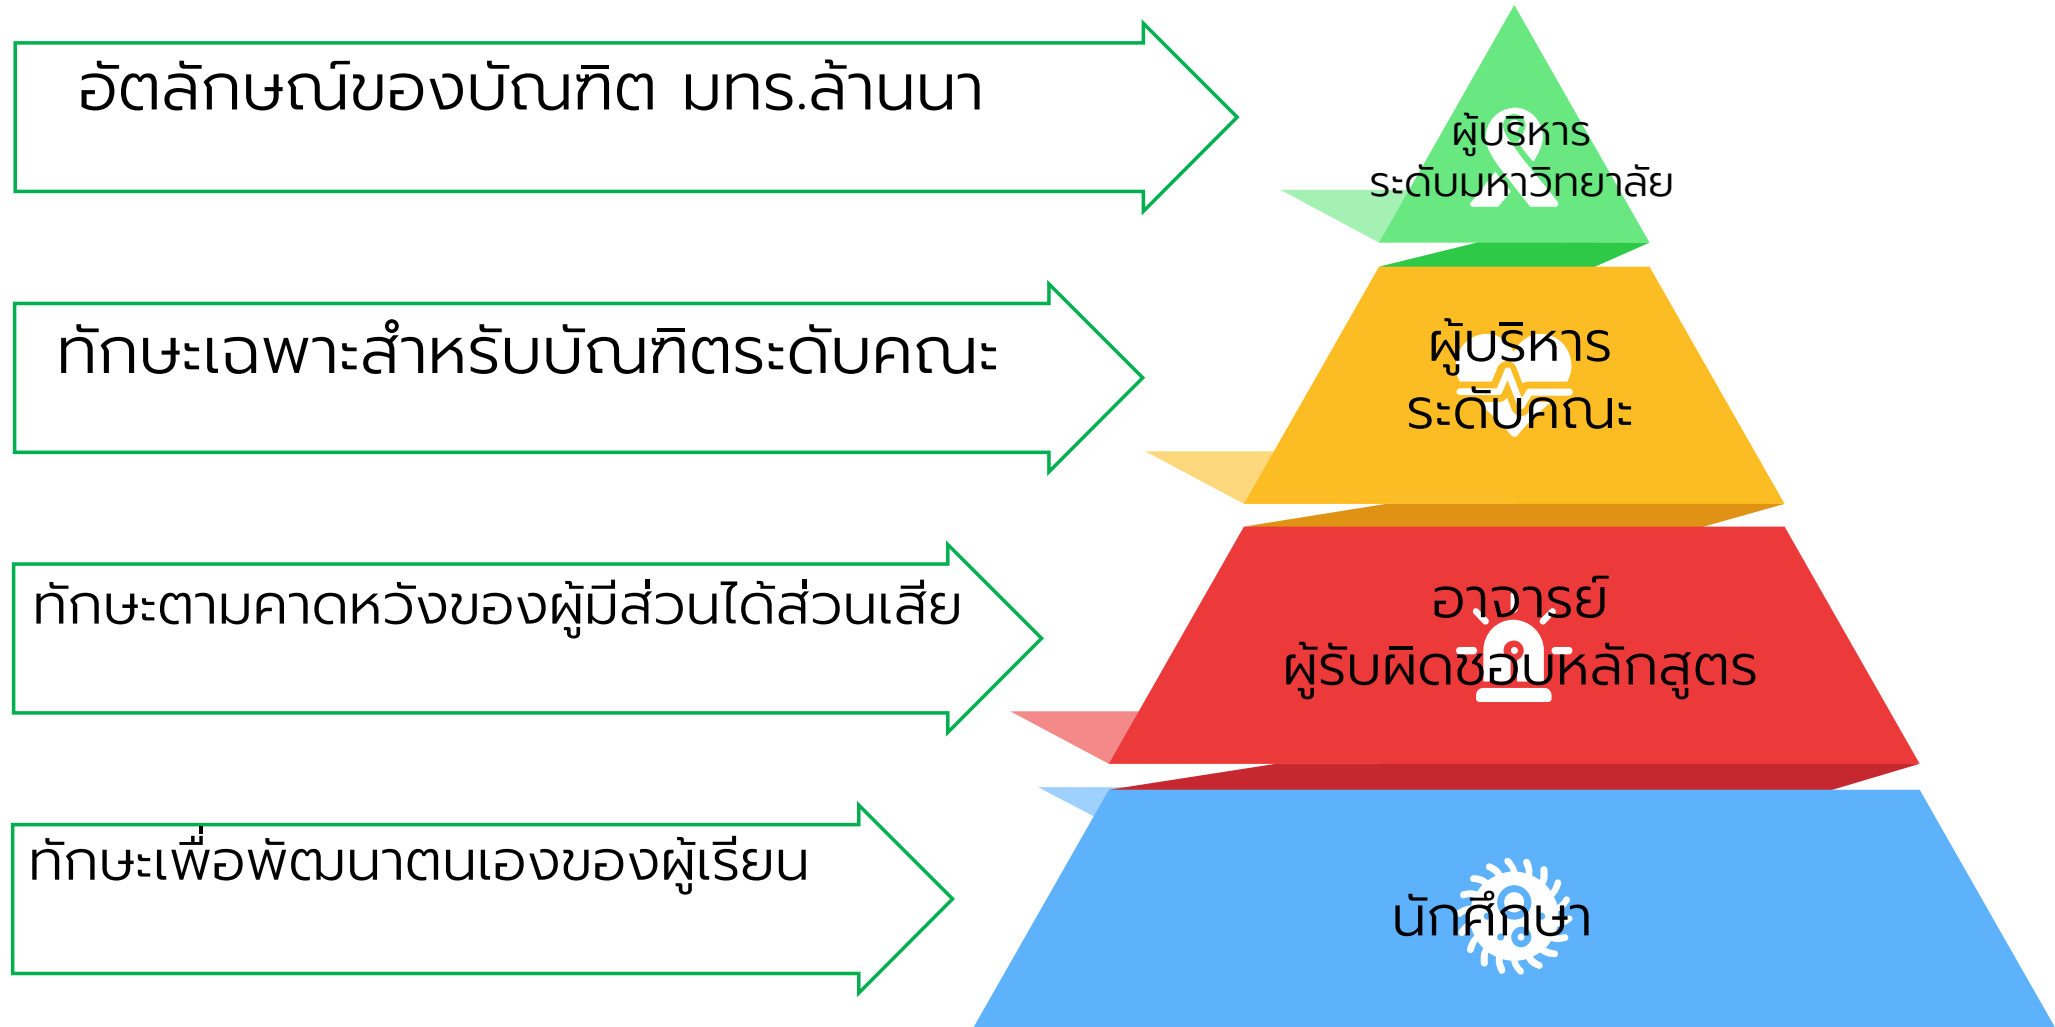 อัตลักษณ์ของบัณฑิต มทร.ล้านนา
ผู้บริหาร
ระดับมหาวิทยาลัย
ทักษะเฉพาะสำหรับบัณฑิตระดับคณะ
ผู้บริหาร
ระดับคณะ
ทักษะตามคาดหวังของผู้มีส่วนได้ส่วนเสีย
อาจารย์
ผู้รับผิดชอบหลักสูตร
ทักษะเพื่อพัฒนาตนเองของผู้เรียน
นักศึกษา